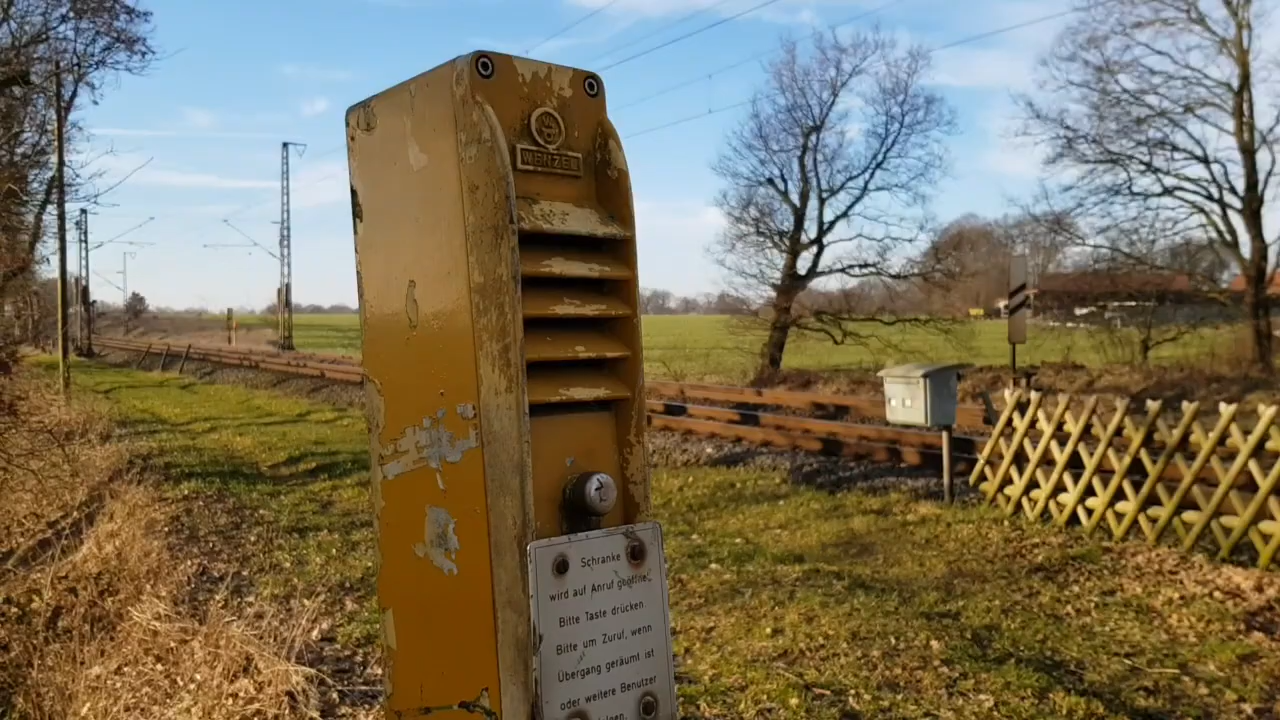 WENZEL
Schranke
wird auf Anruf geöffnet.
Bitte Taste drücken.
Bitte um Zuruf, wenn
Übergang geräumt ist
oder weitere Benutzer